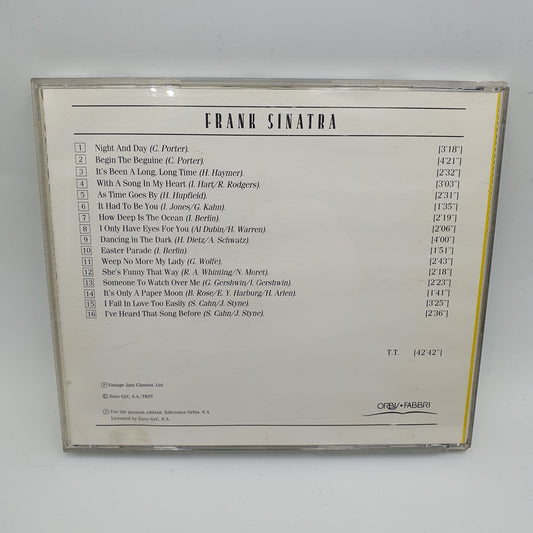 FRANK SINATRA
1 Night And Day (C. Porter). [3'18"]
2 Begin The Beguine (C. Porter). [4'21"]
3 It's Been A Long, Long Time (H. Haymer). [2'32"]
4 With A Song In My Heart (I. Hart/R. Rodgers). [3'03"]
5 As Time Goes By (H. Hupfield). [2'31"]
6 It Had To Be You (I. Jones/G. Kahn). [1'35"]
7 How Deep Is The Ocean (I. Berlin). [2'19"]
8 I Only Have Eyes For You (Al Dubin/H. Warren). [2'06"]
9 Dancing in The Dark (H. Dietz/A. Schwatz). [4'00"]
10 Easter Parade (I. Berlin). [1'51"]
11 Weep No More My Lady (G. Wolfe). [2'43"]
12 She's Funny That Way (R. A. Whinting/N. Moret). [2'18"]
13 Someone To Watch Over Me (G. Gershwin/I. Gershwin). [2'23"]
14 It's Only A Paper Moon (B. Rose/E. Y. Harburg/H. Arlen). [1'41"]
15 I Fall In Love Too Easily (S. Cahn/J. Styne). [3'25"]
16 I've Heard That Song Before (S. Cahn/J. Styne). [2'36"]
T.T. [42'42"]
Ⓟ Vintage Jazz Classics, Ltd.
© Euro GyC, S.A./TRIN
Ⓟ For the present edition: Ediciones Orbis, S.A.
Licensed by Euro GyC, S.A.
ORBIS•FABBRI